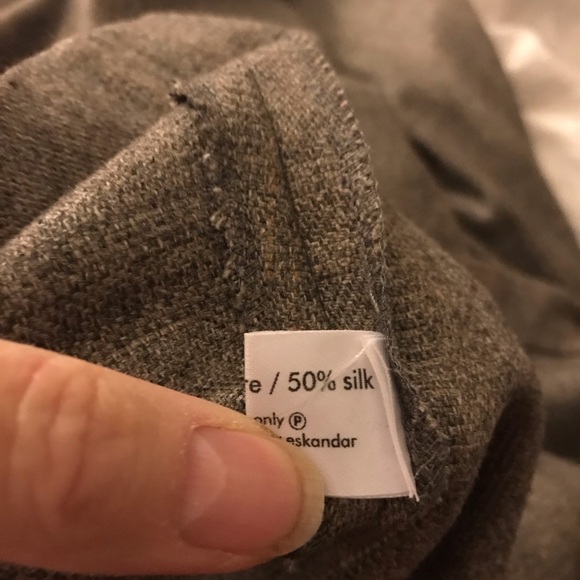 re / 50% silk
only Ⓟ
eskandar